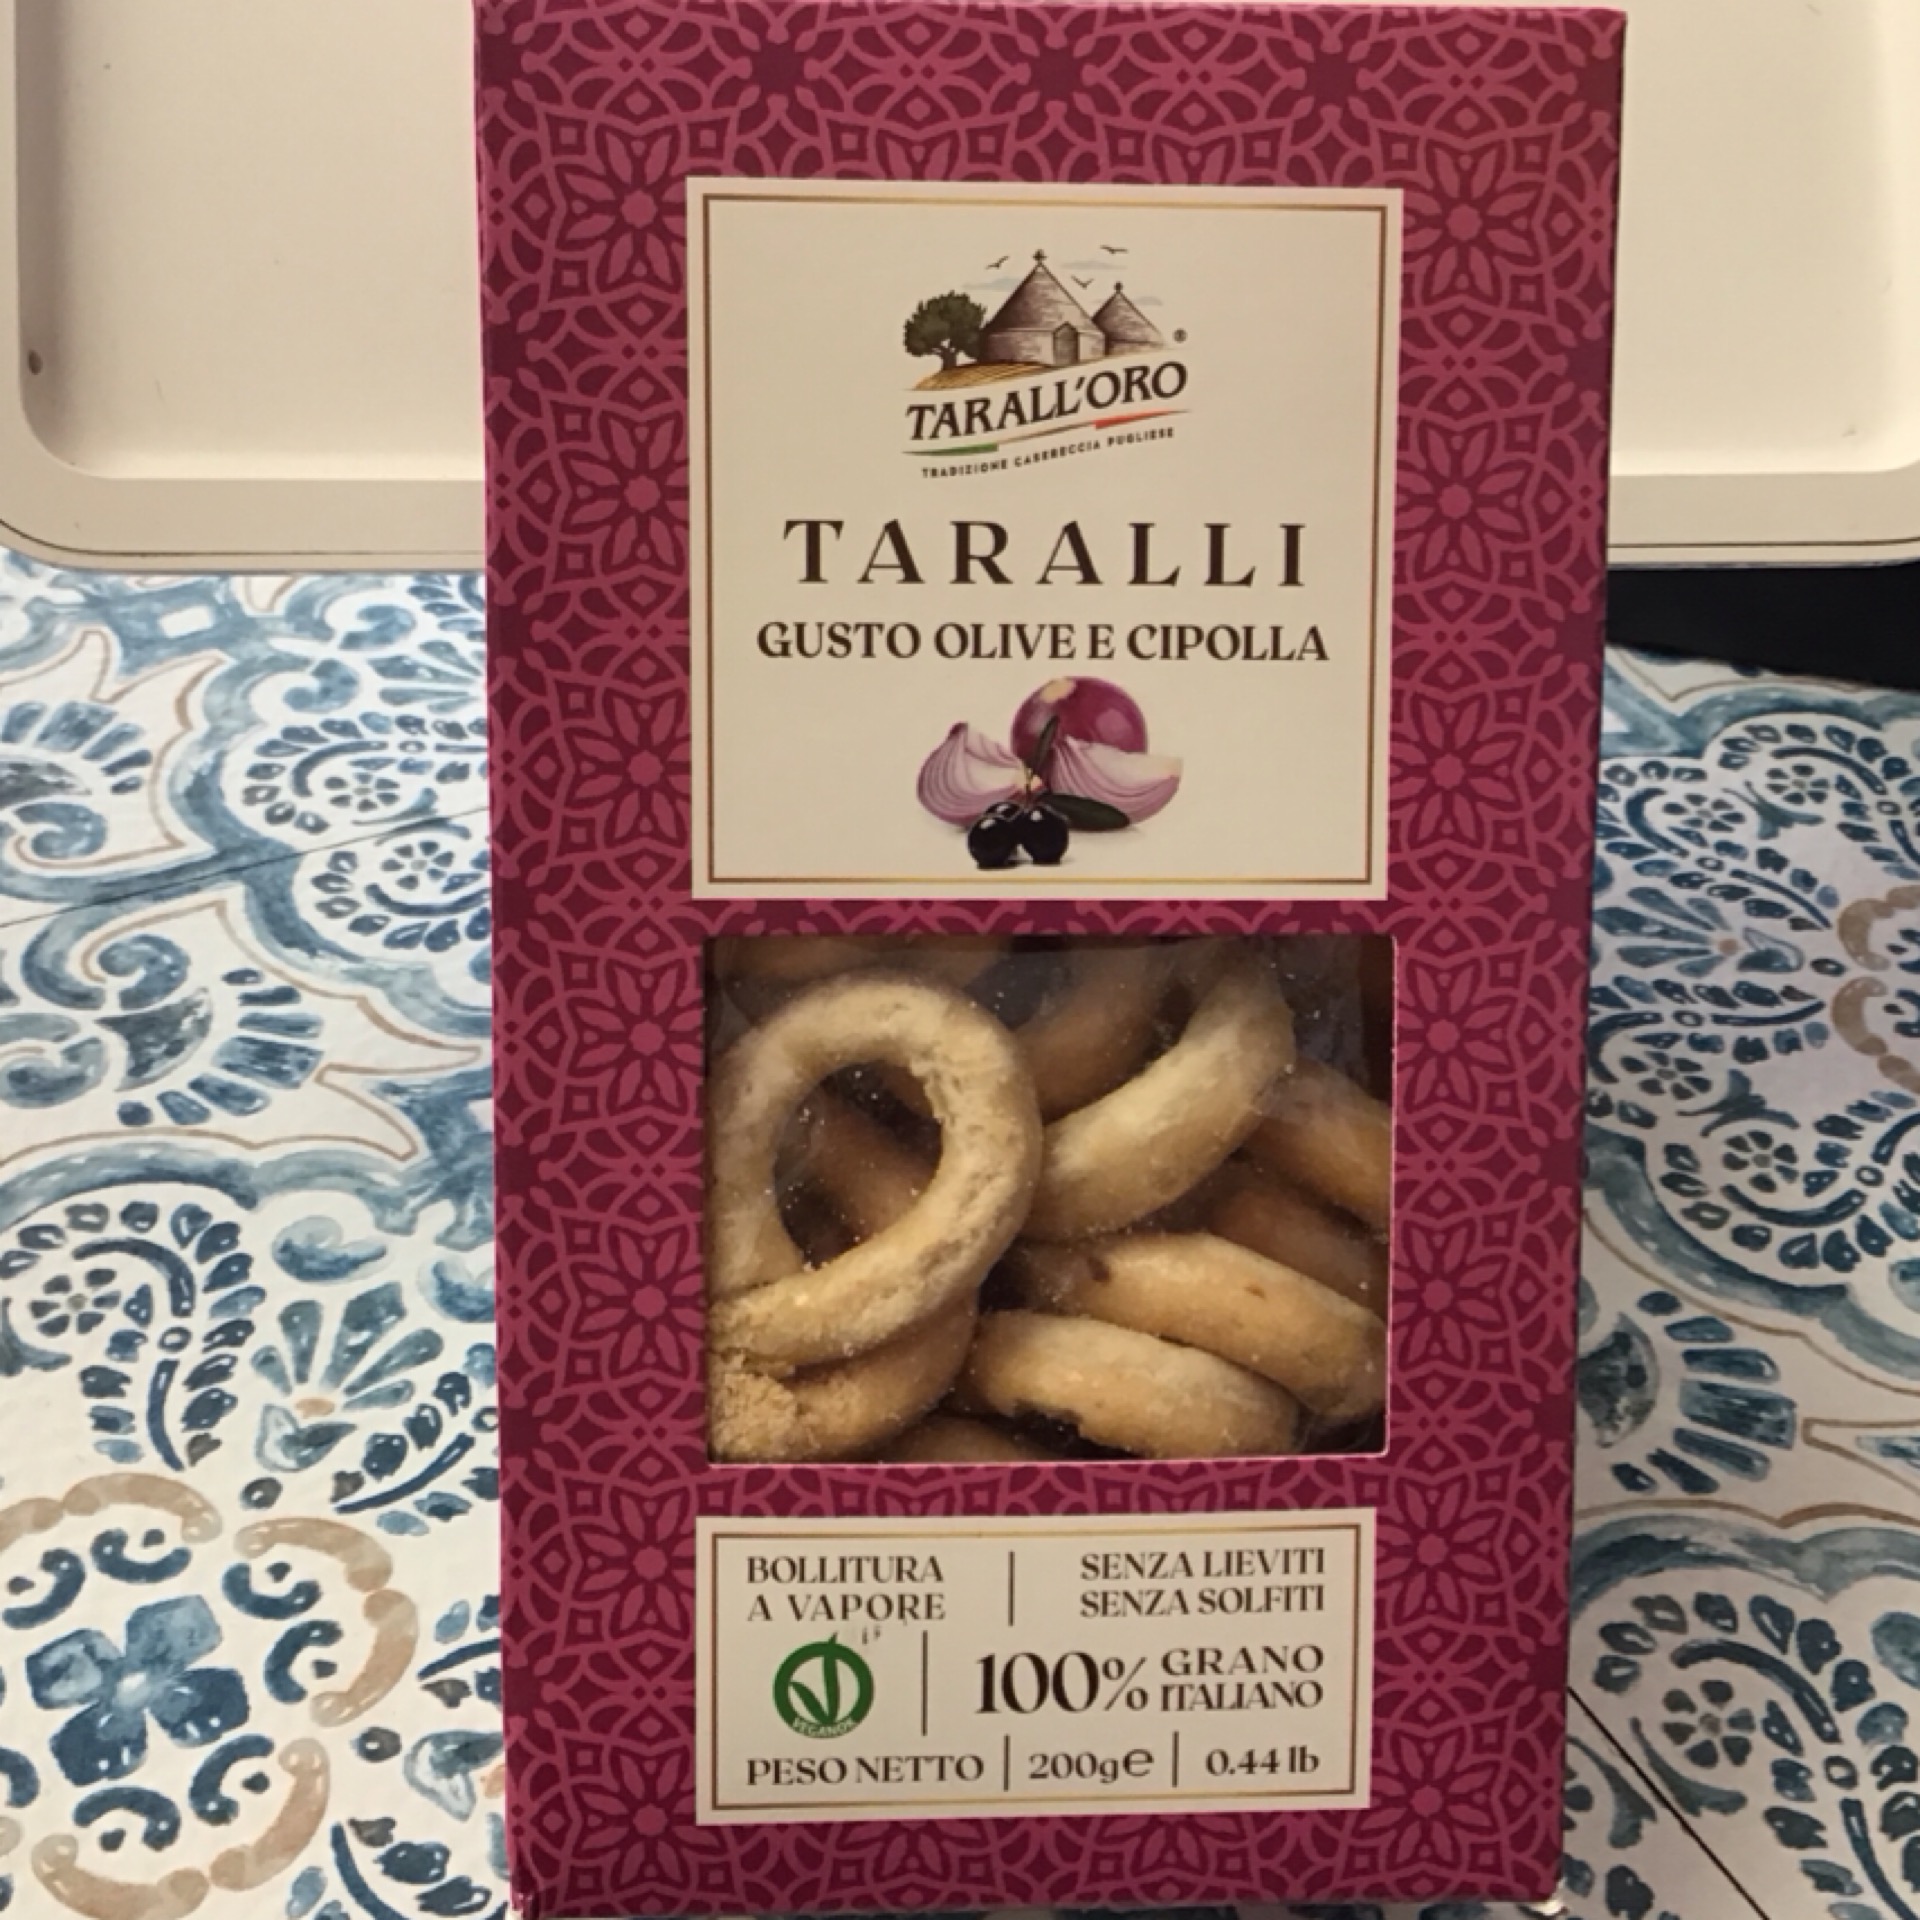 TARALL'ORO ®
TRADIZIONE CASERECCIA PUGLIESE
TARALLI
GUSTO OLIVE E CIPOLLA
BOLLITURA
A VAPORE
SENZA LIEVITI
SENZA SOLFITI
VEGANOK
100% GRANO
ITALIANO
PESO NETTO | 200g e | 0.44 lb